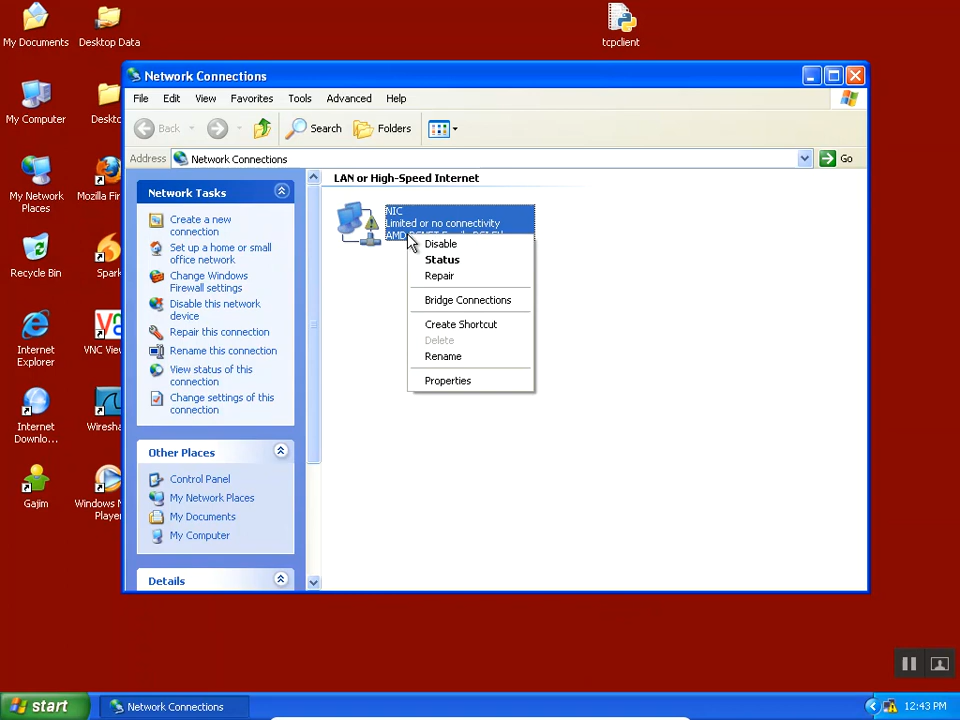 My Documents
Desktop Data
tcpclient
Network Connections
File Edit View Favorites Tools Advanced Help
Back Search Folders
Address Network Connections Go
My Computer
Deskto
My Network
Places
Mozilla Fir
Recycle Bin
Spark
Internet
Explorer
VNC Vie
Internet
Downlo...
Wiresha
Gajim
Windows M
Player
Network Tasks
Create a new
connection
Set up a home or small
office network
Change Windows
Firewall settings
Disable this network
device
Repair this connection
Rename this connection
View status of this
connection
Change settings of this
connection
Other Places
Control Panel
My Network Places
My Documents
My Computer
Details
LAN or High-Speed Internet
NIC
Limited or no connectivity
AMD
Disable
Status
Repair
Bridge Connections
Create Shortcut
Delete
Rename
Properties
start
Network Connections
12:43 PM